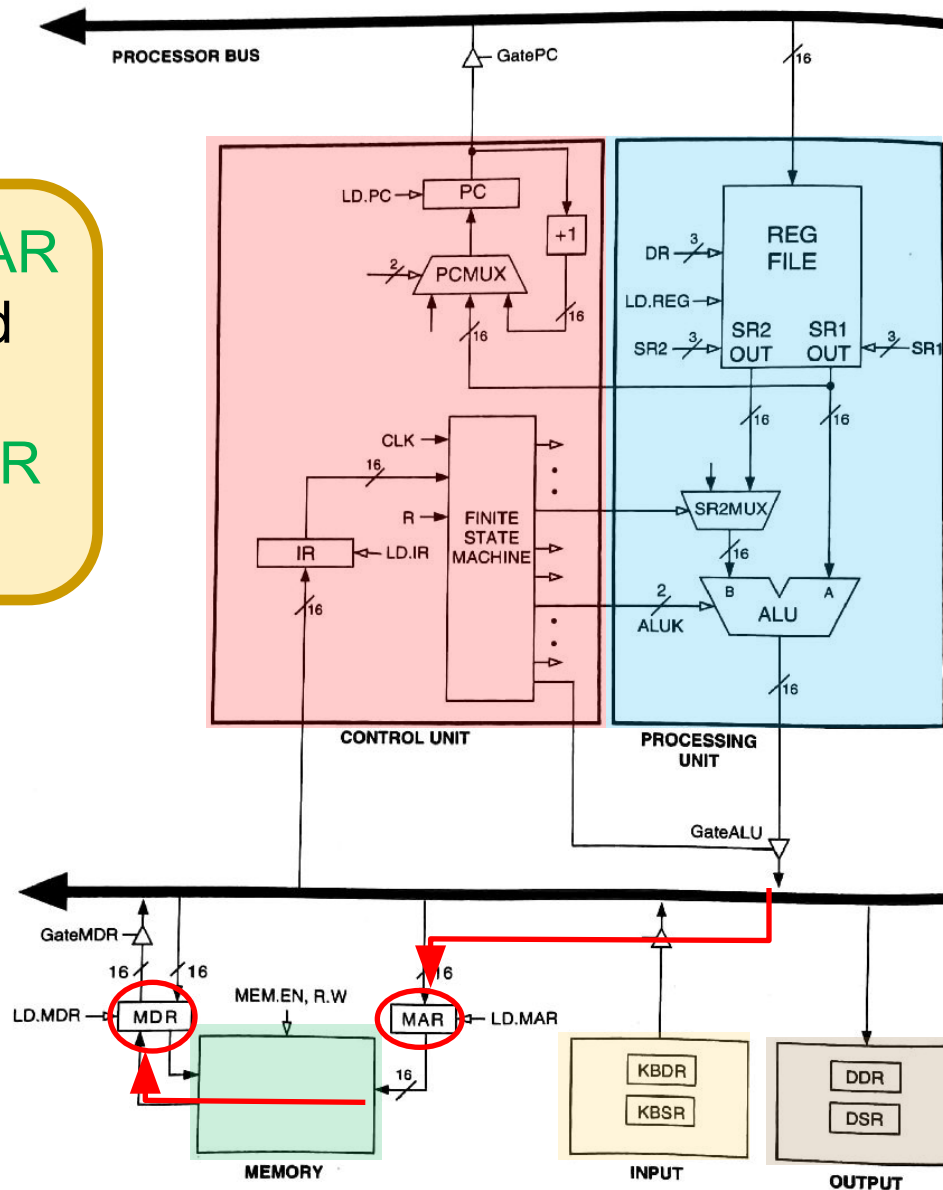 PROCESSOR BUS
GatePC
16
AR
d
R
LD.PC
PC
+1
2
PCMUX
16
16
DR
3
REG
FILE
LD.REG
SR2
3
SR2
OUT
SR1
OUT
3
SR1
16
16
CLK
16
R
FINITE
STATE
MACHINE
IR
LD.IR
16
SR2MUX
16
B
A
ALU
2
ALUK
16
CONTROL UNIT
PROCESSING
UNIT
GateALU
GateMDR
16
16
16
LD.MDR
MDR
MEM.EN, R.W
MAR
LD.MAR
16
KBDR
KBSR
DDR
DSR
MEMORY
INPUT
OUTPUT